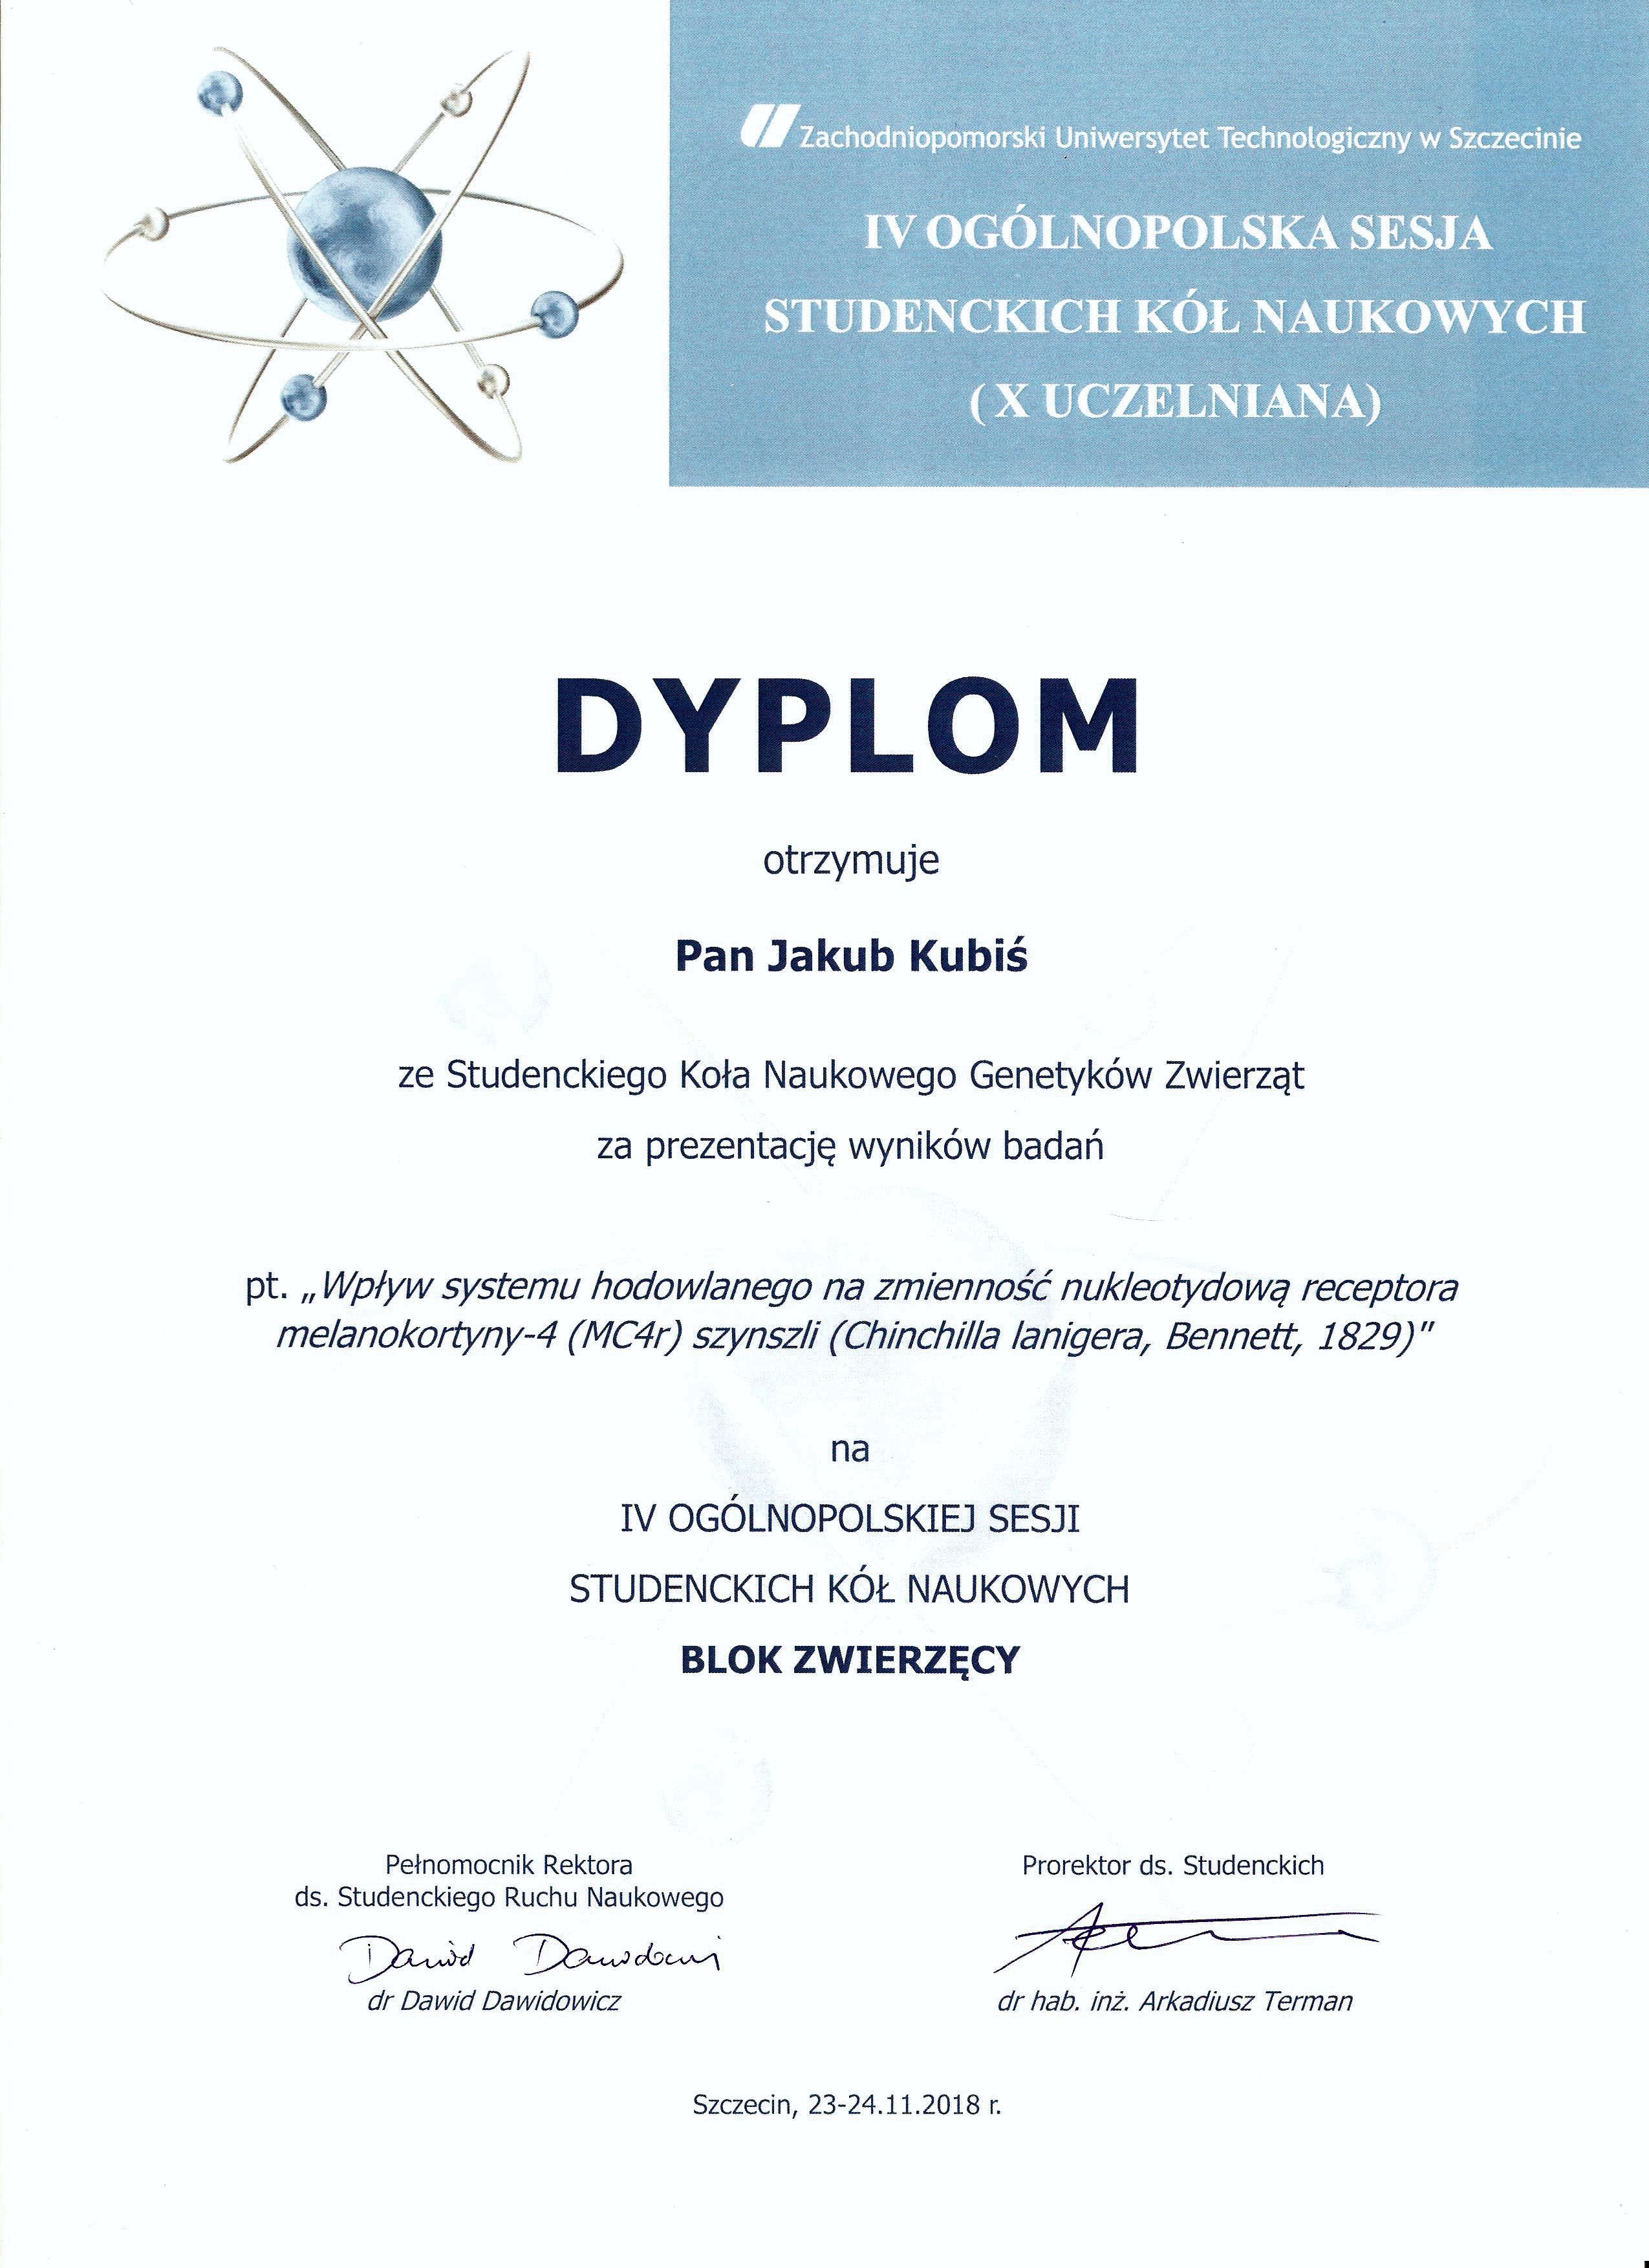 Zachodniopomorski Uniwersytet Technologiczny w Szczecinie
IV OGÓLNOPOLSKA SESJA
STUDENCKICH KÓŁ NAUKOWYCH
( X UCZELNIANA)
DYPLOM
otrzymuje
Pan Jakub Kubiś
ze Studenckiego Koła Naukowego Genetyków Zwierząt
za prezentację wyników badań
pt. „Wpływ systemu hodowlanego na zmienność nukleotydową receptora
melanokortyny-4 (MC4r) szynszli (Chinchilla lanigera, Bennett, 1829)"
na
IV OGÓLNOPOLSKIEJ SESJI
STUDENCKICH KÓŁ NAUKOWYCH
BLOK ZWIERZĘCY
Pełnomocnik Rektora
ds. Studenckiego Ruchu Naukowego
Dawid
dr Dawid Dawidowicz
Prorektor ds. Studenckich
dr hab. inż. Arkadiusz Terman
Szczecin, 23-24.11.2018 r.